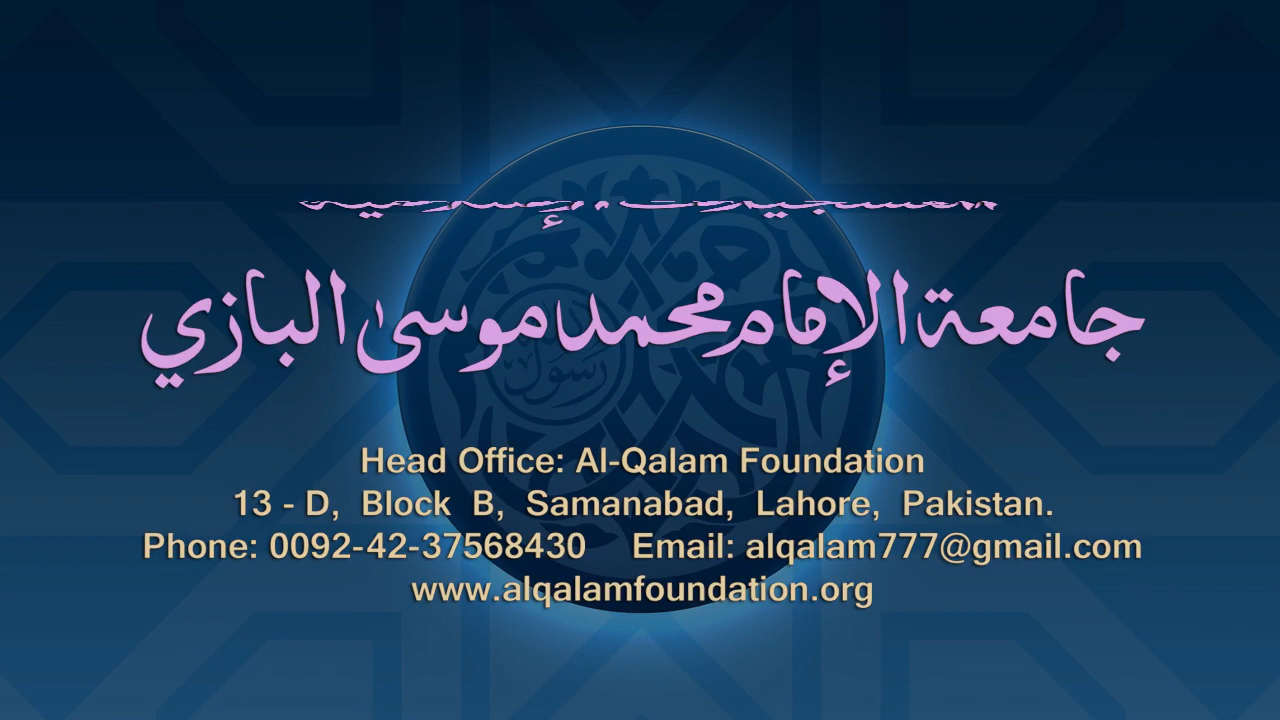 جامعة الإمام محمد موسىٰ البازي
Head Office: Al-Qalam Foundation
13 - D, Block B, Samanabad, Lahore, Pakistan.
Phone: 0092-42-37568430 Email: alqalam777@gmail.com
www.alqalamfoundation.org